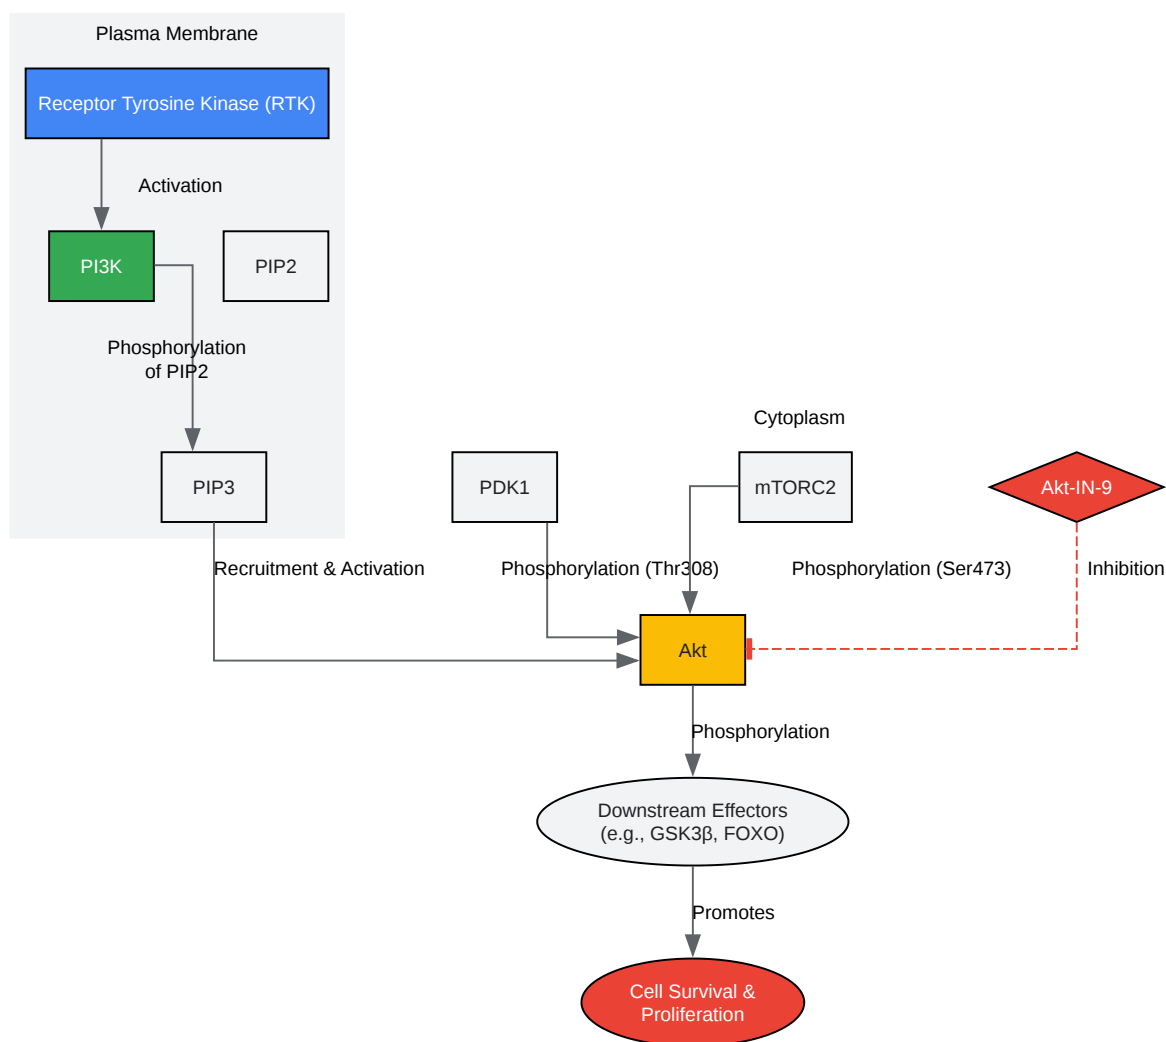 Plasma Membrane
Receptor Tyrosine Kinase (RTK)
Activation
PI3K
PIP2
Phosphorylation
of PIP2
Cytoplasm
PIP3
PDK1
mTORC2
Akt-IN-9
Recruitment & Activation
Phosphorylation (Thr308)
Phosphorylation (Ser473)
Inhibition
Akt
Phosphorylation
Downstream Effectors
(e.g., GSK3β, FOXO)
Promotes
Cell Survival &
Proliferation